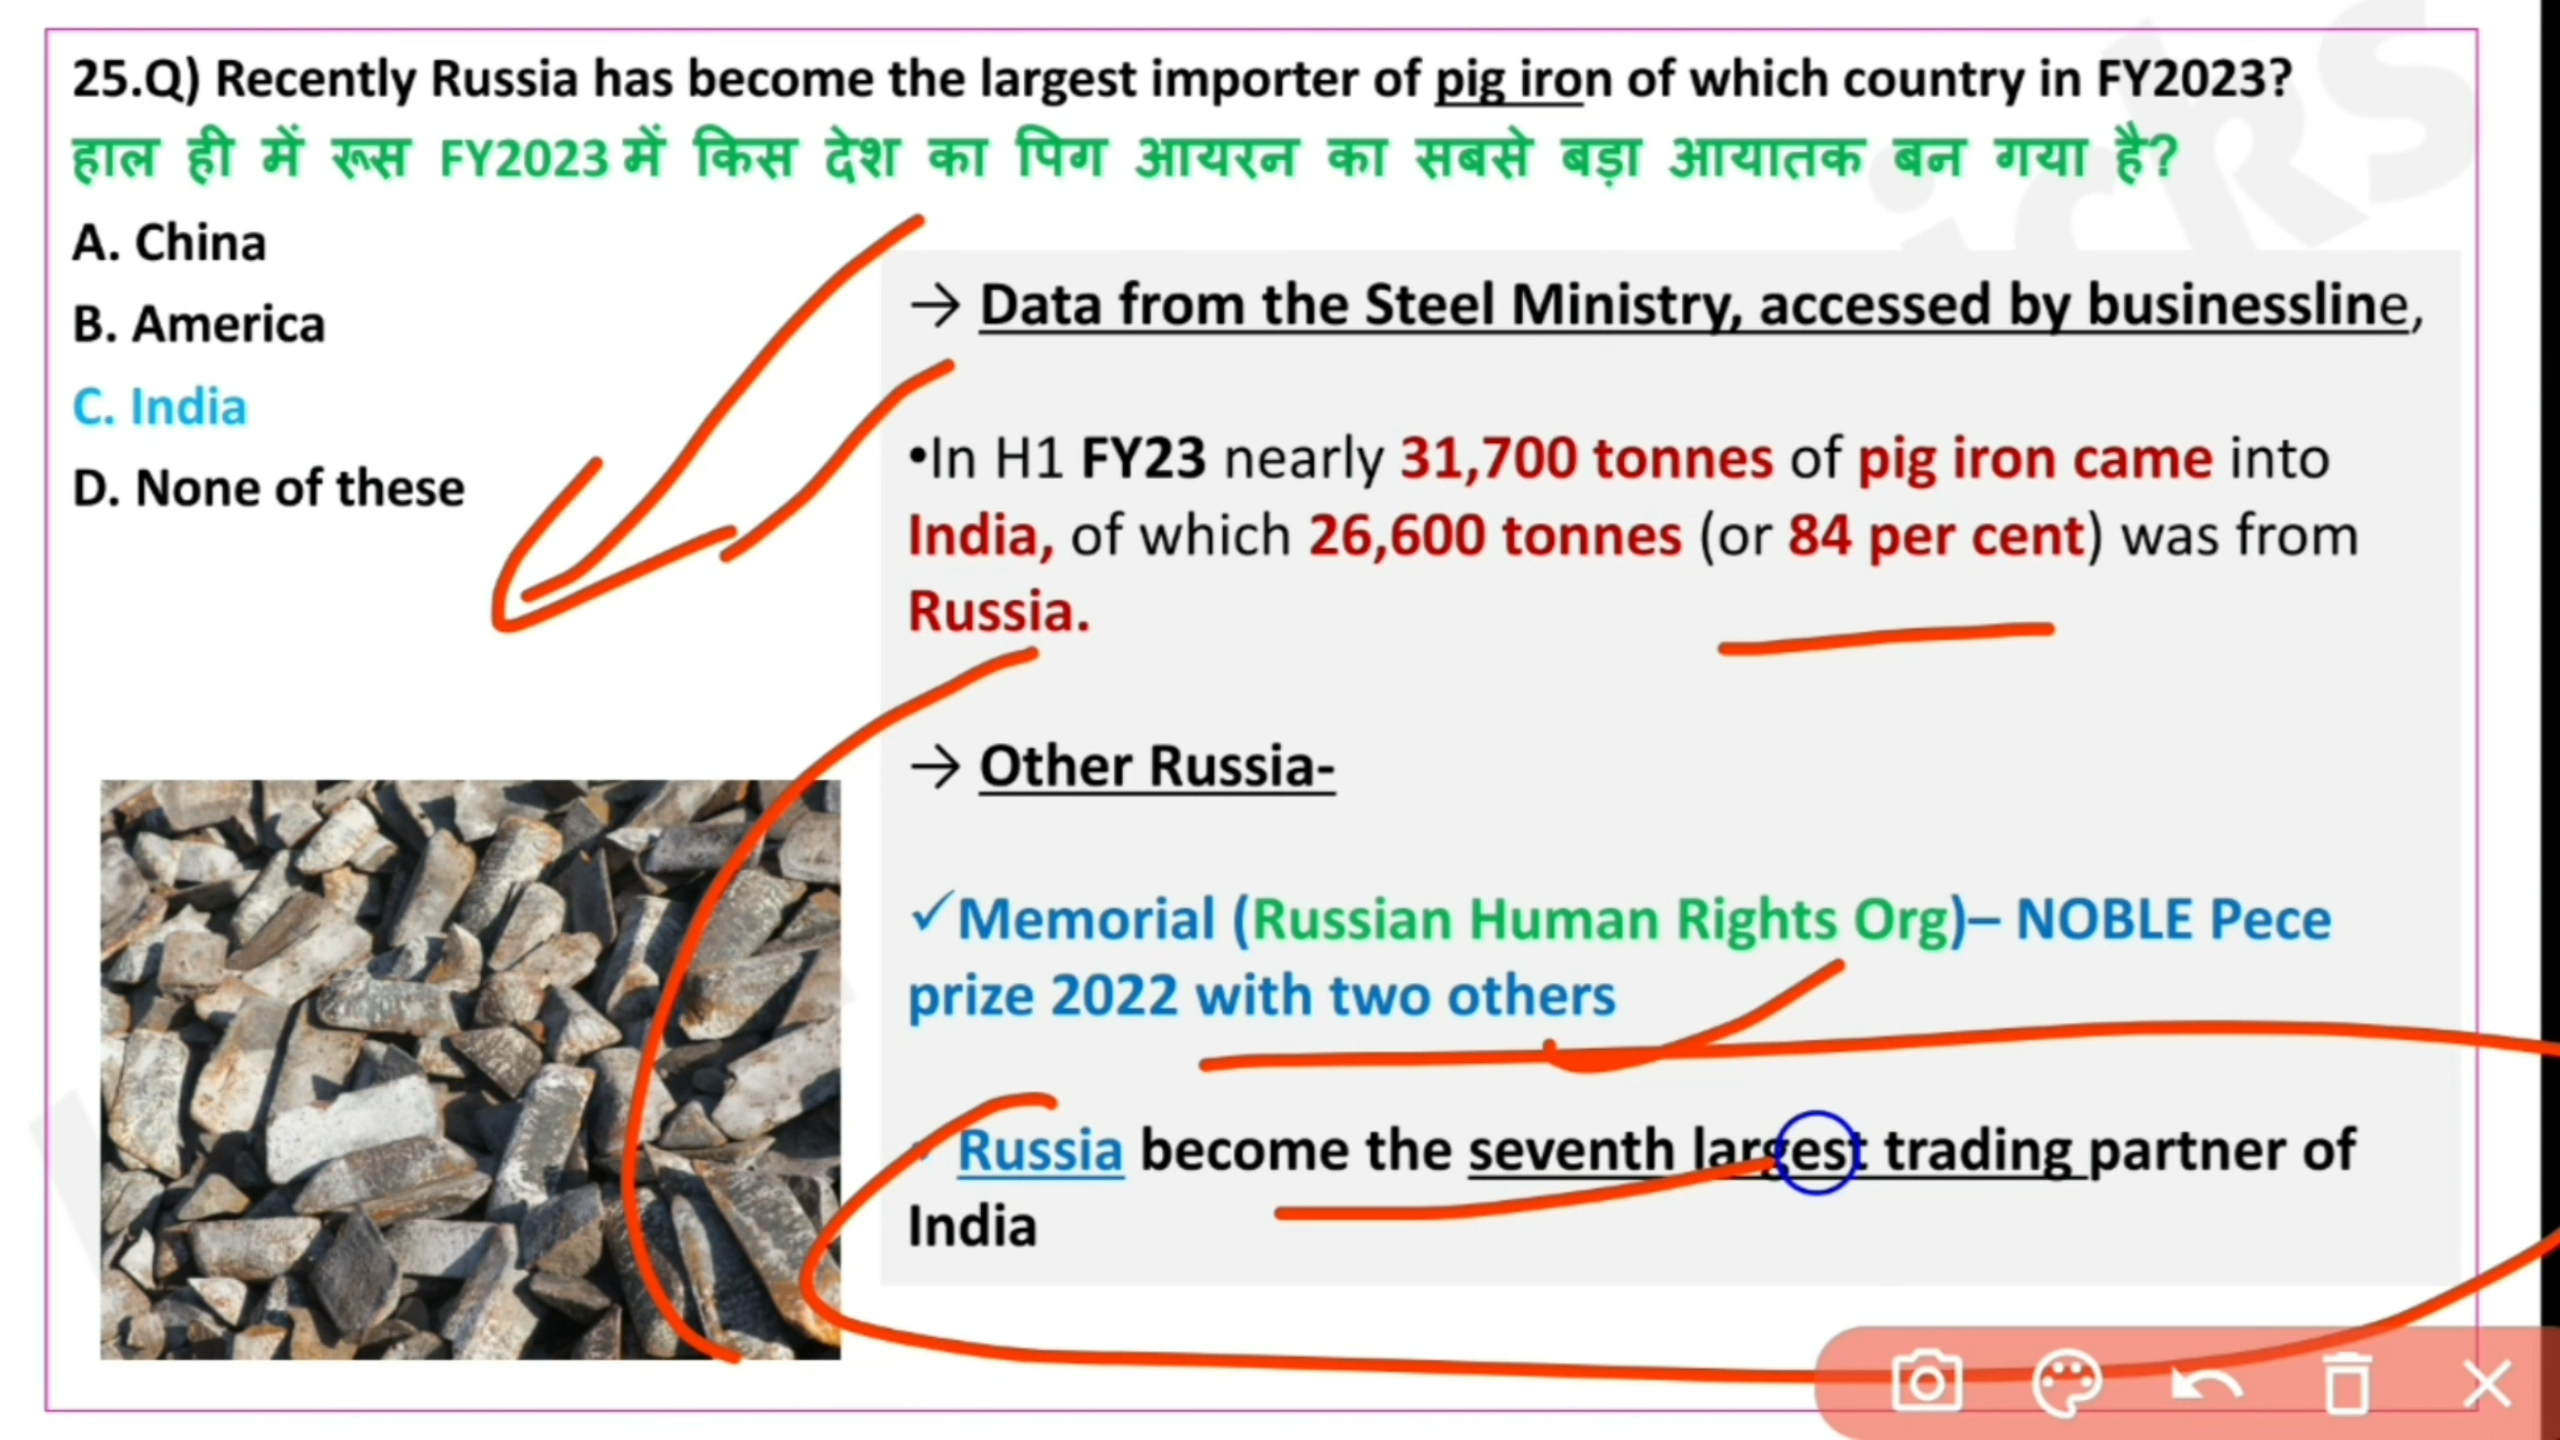 25.Q) Recently Russia has become the largest importer of pig iron of which country in FY2023?
हाल ही में रूस FY2023 में किस देश का पिग आयरन का सबसे बड़ा आयातक बन गया है?
A. China
B. America
C. India
D. None of these
→ Data from the Steel Ministry, accessed by businessline,
•In H1 FY23 nearly 31,700 tonnes of pig iron came into
India, of which 26,600 tonnes (or 84 per cent) was from
Russia.
→ Other Russia-
✓Memorial (Russian Human Rights Org)– NOBLE Pece
prize 2022 with two others
Russia become the seventh largest trading partner of
India